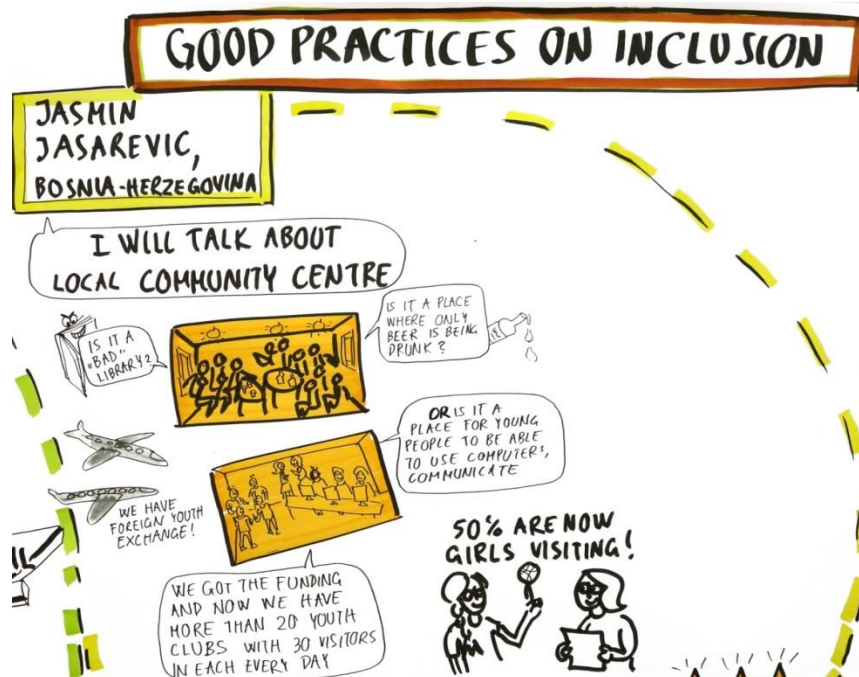 GOOD PRACTICES ON INCLUSION
JASMIN
JASAREVIC,
BOSNIA-HERZEGOVINA
I WILL TALK ABOUT
LOCAL COMMUNITY CENTRE
IS IT A
„BAD"
LIBRARY?
IS IT A PLACE
WHERE ONLY
BEER IS BEING
DRUNK?
OR IS IT A
PLACE FOR YOUNG
PEOPLE TO BE ABLE
TO USE COMPUTERS,
COMMUNICATE
WE HAVE
FOREIGN YOUTH
EXCHANGE!
WE GOT THE FUNDING
AND NOW WE HAVE
MORE THAN 20 YOUTH
CLUBS WITH 30 VISITORS
IN EACH EVERY DAY
50% ARE NOW
GIRLS VISITING!